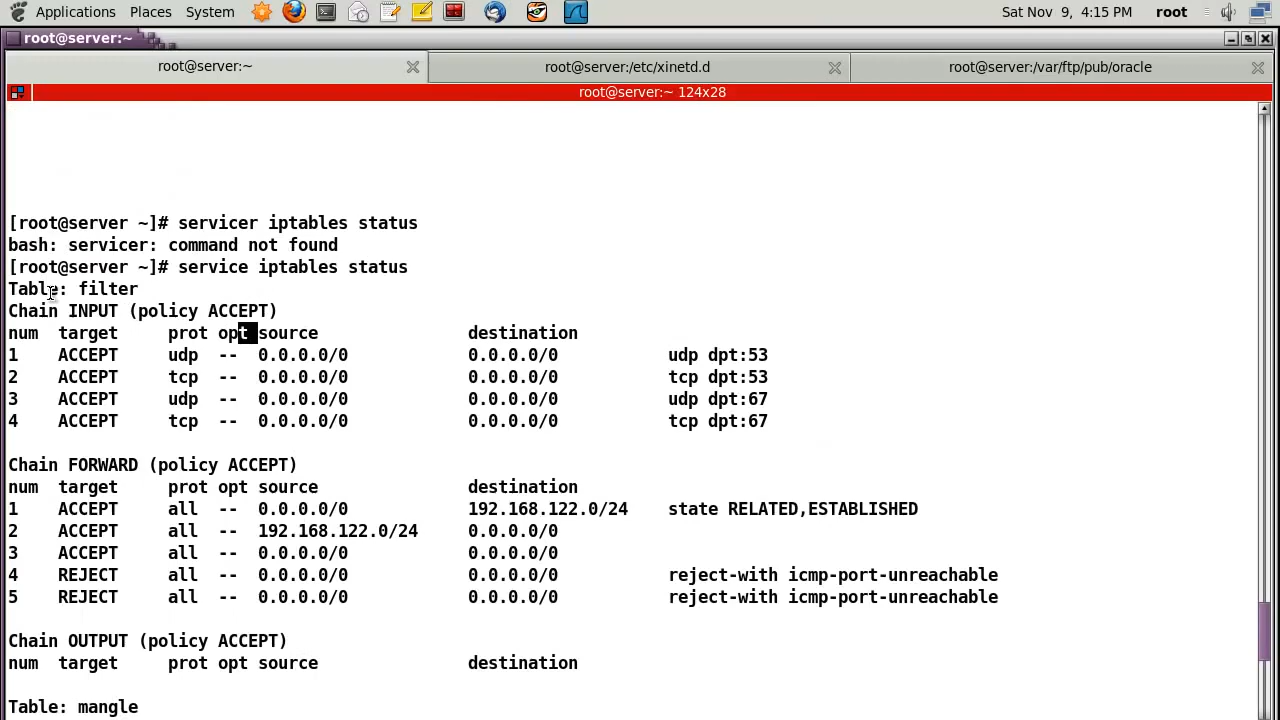 Applications Places System Sat Nov 9, 4:15 PM root
root@server:~
root@server:~ root@server:/etc/xinetd.d root@server:/var/ftp/pub/oracle
root@server:~ 124x28
[root@server ~]# servicer iptables status
bash: servicer: command not found
[root@server ~]# service iptables status
Table: filter
Chain INPUT (policy ACCEPT)
num target prot opt source destination
1 ACCEPT udp -- 0.0.0.0/0 0.0.0.0/0 udp dpt:53
2 ACCEPT tcp -- 0.0.0.0/0 0.0.0.0/0 tcp dpt:53
3 ACCEPT udp -- 0.0.0.0/0 0.0.0.0/0 udp dpt:67
4 ACCEPT tcp -- 0.0.0.0/0 0.0.0.0/0 tcp dpt:67
Chain FORWARD (policy ACCEPT)
num target prot opt source destination
1 ACCEPT all -- 0.0.0.0/0 192.168.122.0/24 state RELATED,ESTABLISHED
2 ACCEPT all -- 192.168.122.0/24 0.0.0.0/0
3 ACCEPT all -- 0.0.0.0/0 0.0.0.0/0
4 REJECT all -- 0.0.0.0/0 0.0.0.0/0 reject-with icmp-port-unreachable
5 REJECT all -- 0.0.0.0/0 0.0.0.0/0 reject-with icmp-port-unreachable
Chain OUTPUT (policy ACCEPT)
num target prot opt source destination
Table: mangle